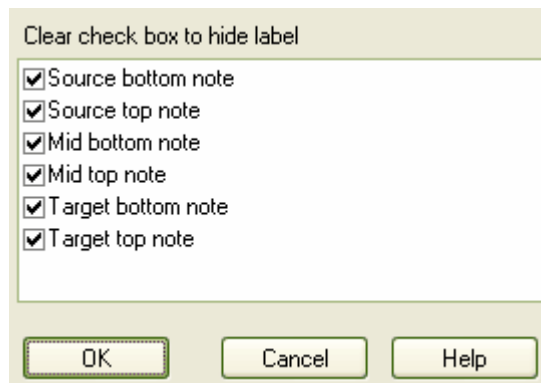 Clear check box to hide label
Source bottom note
Source top note
Mid bottom note
Mid top note
Target bottom note
Target top note
OK Cancel Help